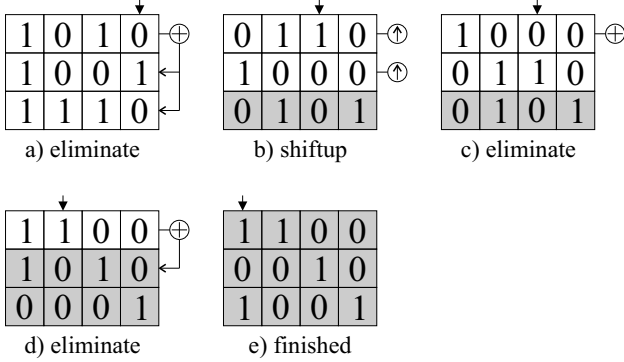 1 0 1 0
1 0 0 1
1 1 1 0
a) eliminate
0 1 1 0
1 0 0 0
0 1 0 1
b) shiftup
1 0 0 0
0 1 1 0
0 1 0 1
c) eliminate
1 1 0 0
1 0 1 0
0 0 0 1
d) eliminate
1 1 0 0
0 0 1 0
1 0 0 1
e) finished